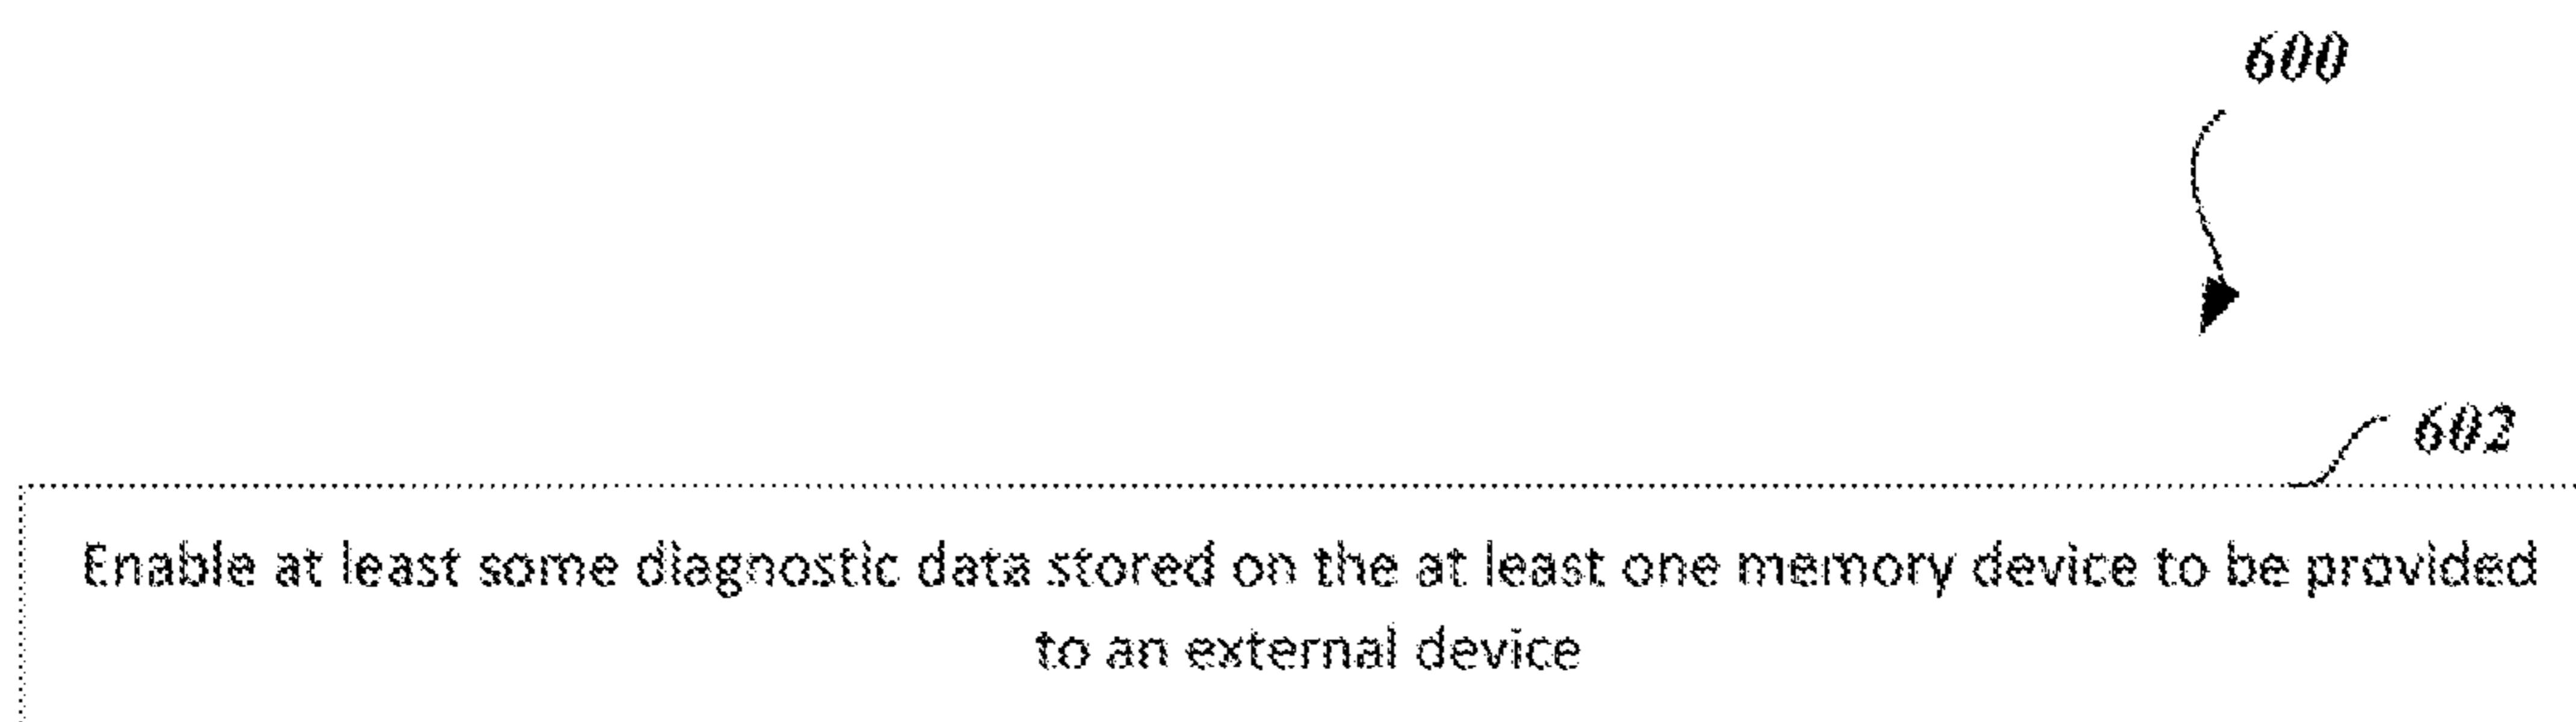 600
602
Enable at least some diagnostic data stored on the at least one memory device to be provided
to an external device